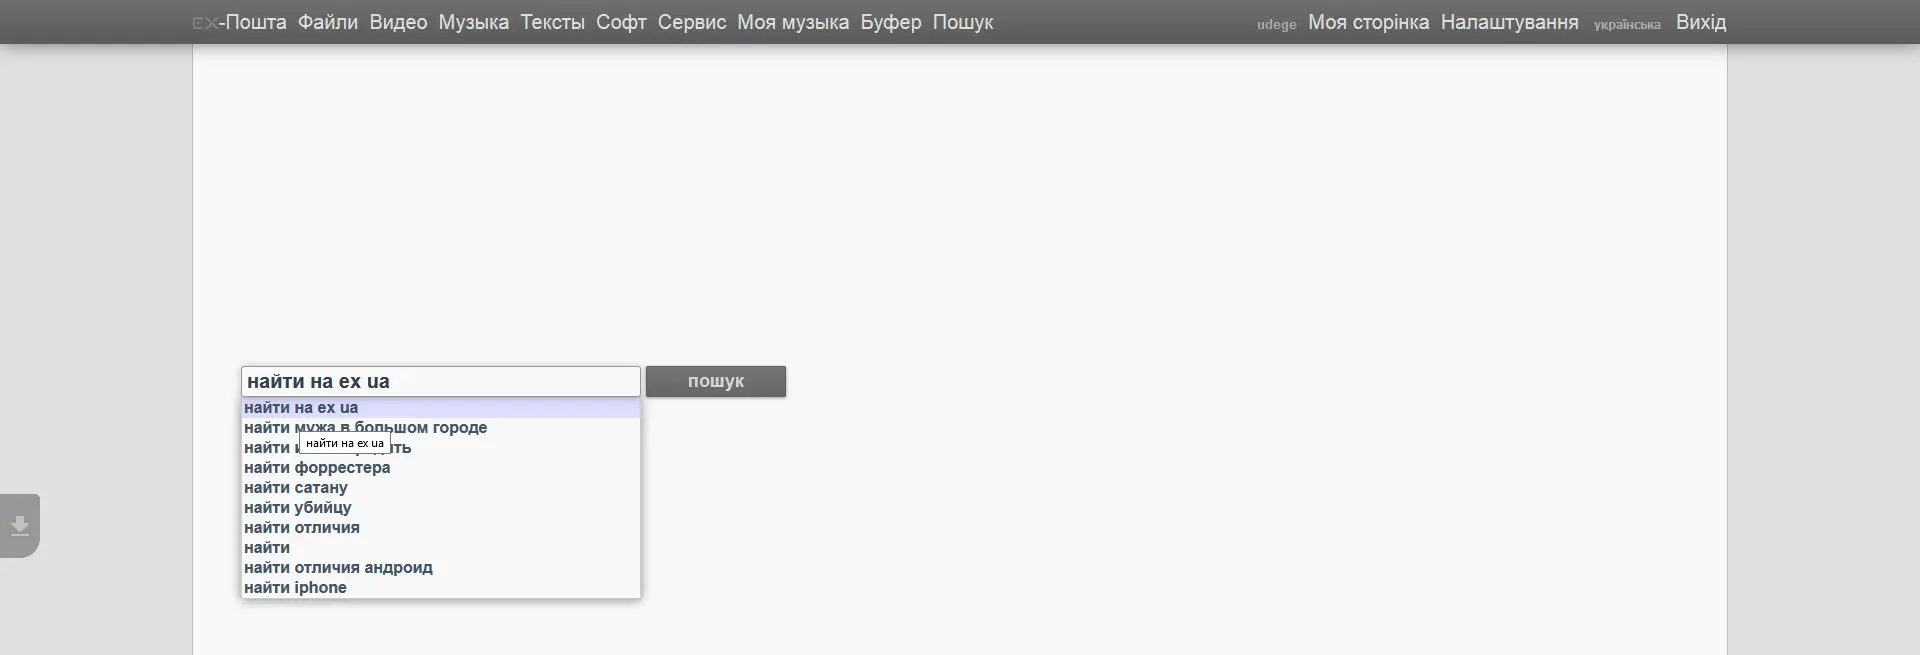 EX-Пошта Файли Видео Музыка Тексты Софт Сервис Моя музыка Буфер Пошук udege Моя сторінка Налаштування українська Вихід
найти на ex ua пошук
найти на ex ua
найти мужа в большом городе
найти на ex ua
найти
найти форрестера
найти сатану
найти убийцу
найти отличия
найти
найти отличия андроид
найти iphone